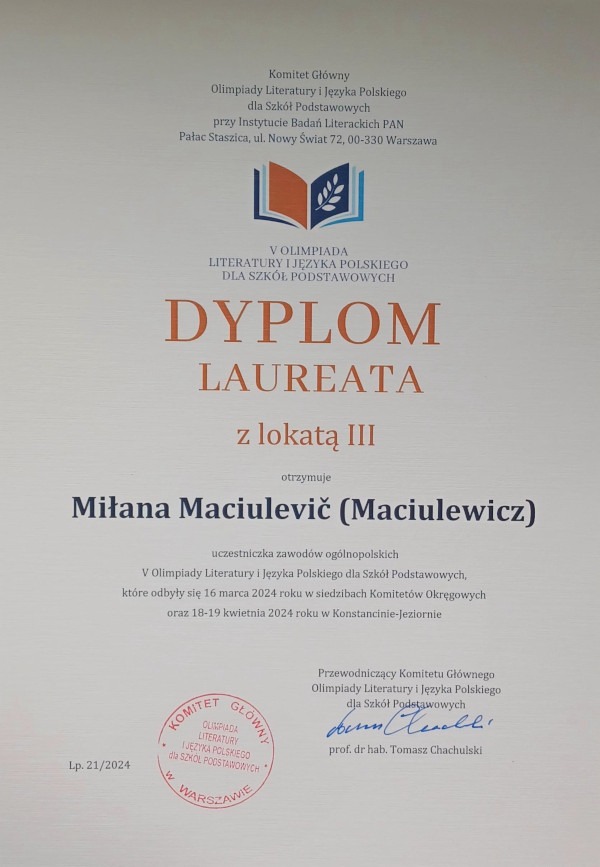 Komitet Główny
Olimpiady Literatury i Języka Polskiego
dla Szkół Podstawowych
przy Instytucie Badań Literackich PAN
Pałac Staszica, ul. Nowy Świat 72, 00-330 Warszawa
V OLIMPIADA
LITERATURY I JĘZYKA POLSKIEGO
DLA SZKÓŁ PODSTAWOWYCH
DYPLOM
LAUREATA
z lokatą III
otrzymuje
Miłana Maciulevič (Maciulewicz)
uczestniczka zawodów ogólnopolskich
V Olimpiady Literatury i Języka Polskiego dla Szkół Podstawowych,
które odbyły się 16 marca 2024 roku w siedzibach Komitetów Okręgowych
oraz 18-19 kwietnia 2024 roku w Konstancinie-Jeziornie
Przewodniczący Komitetu Głównego
Olimpiady Literatury i Języka Polskiego
dla Szkół Podstawowych
prof. dr hab. Tomasz Chachulski
KOMITET GŁÓWNY
OLIMPIADA
LITERATURY
I JĘZYKA POLSKIEGO
dla SZKÓŁ PODSTAWOWYCH
w WARSZAWIE
Lp. 21/2024